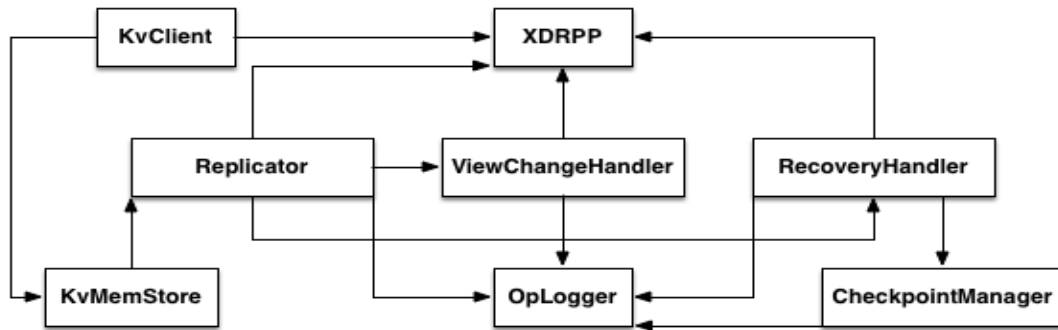 KvClient
XDRPP
Replicator
ViewChangeHandler
RecoveryHandler
KvMemStore
OpLogger
CheckpointManager